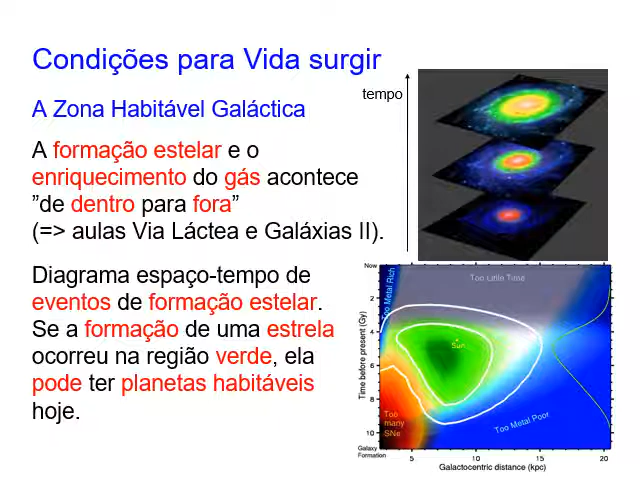 Condições para Vida surgir
A Zona Habitável Galáctica
tempo
A formação estelar e o
enriquecimento do gás acontece
”de dentro para fora”
(=> aulas Via Láctea e Galáxias II).
Diagrama espaço-tempo de
eventos de formação estelar.
Se a formação de uma estrela
ocorreu na região verde, ela
pode ter planetas habitáveis
hoje.
Now
2
4
6
8
10
Galaxy
Formation
Time before present (Gy)
Too Metal Rich
Too Little Time
Sun
Too
many
SNe
Too Metal Poor
5
10
15
20
Galactocentric distance (kpc)